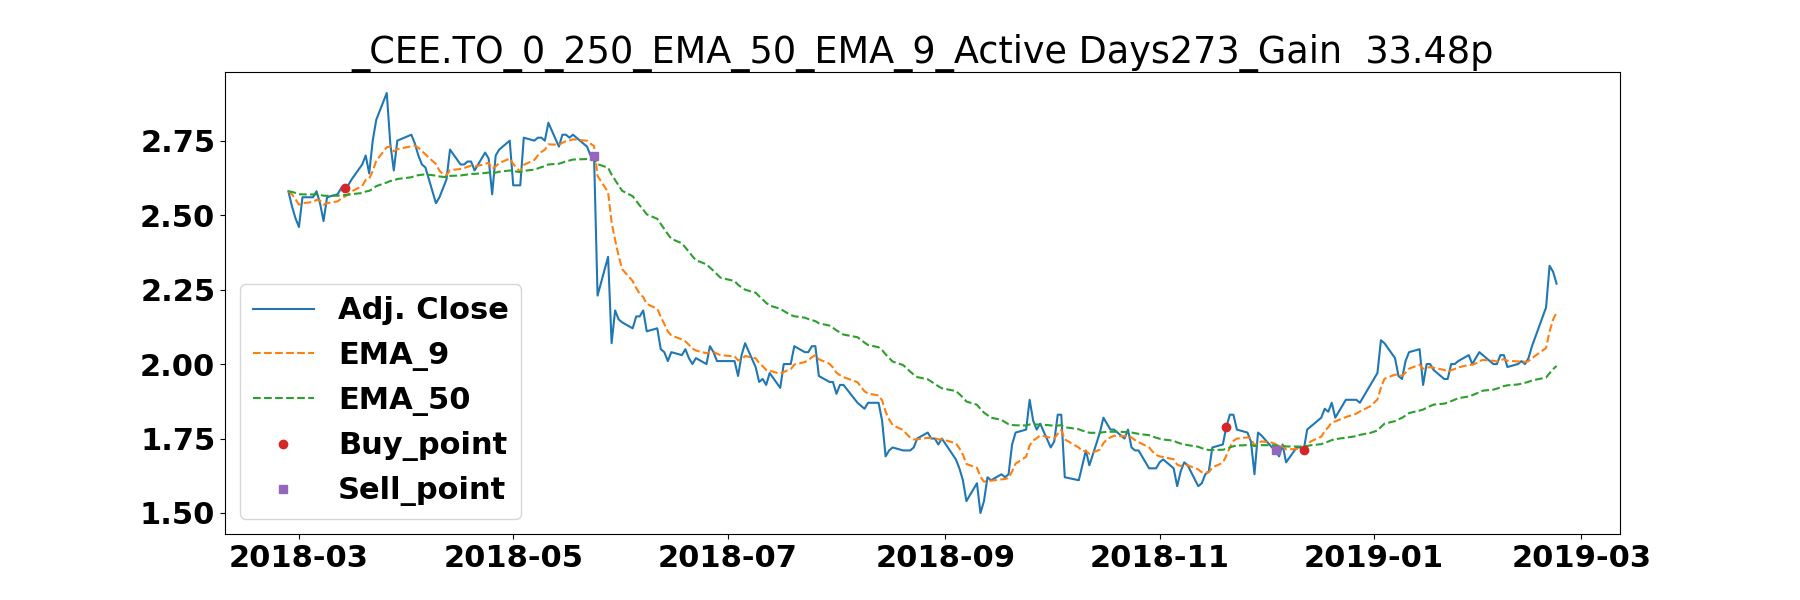 _CEE.TO_0_250_EMA_50_EMA_9_Active Days273_Gain  33.48p
2.75
2.50
2.25
2.00
1.75
1.50
Adj. Close
EMA_9
EMA_50
Buy_point
Sell_point
2018-03 2018-05 2018-07 2018-09 2018-11 2019-01 2019-03